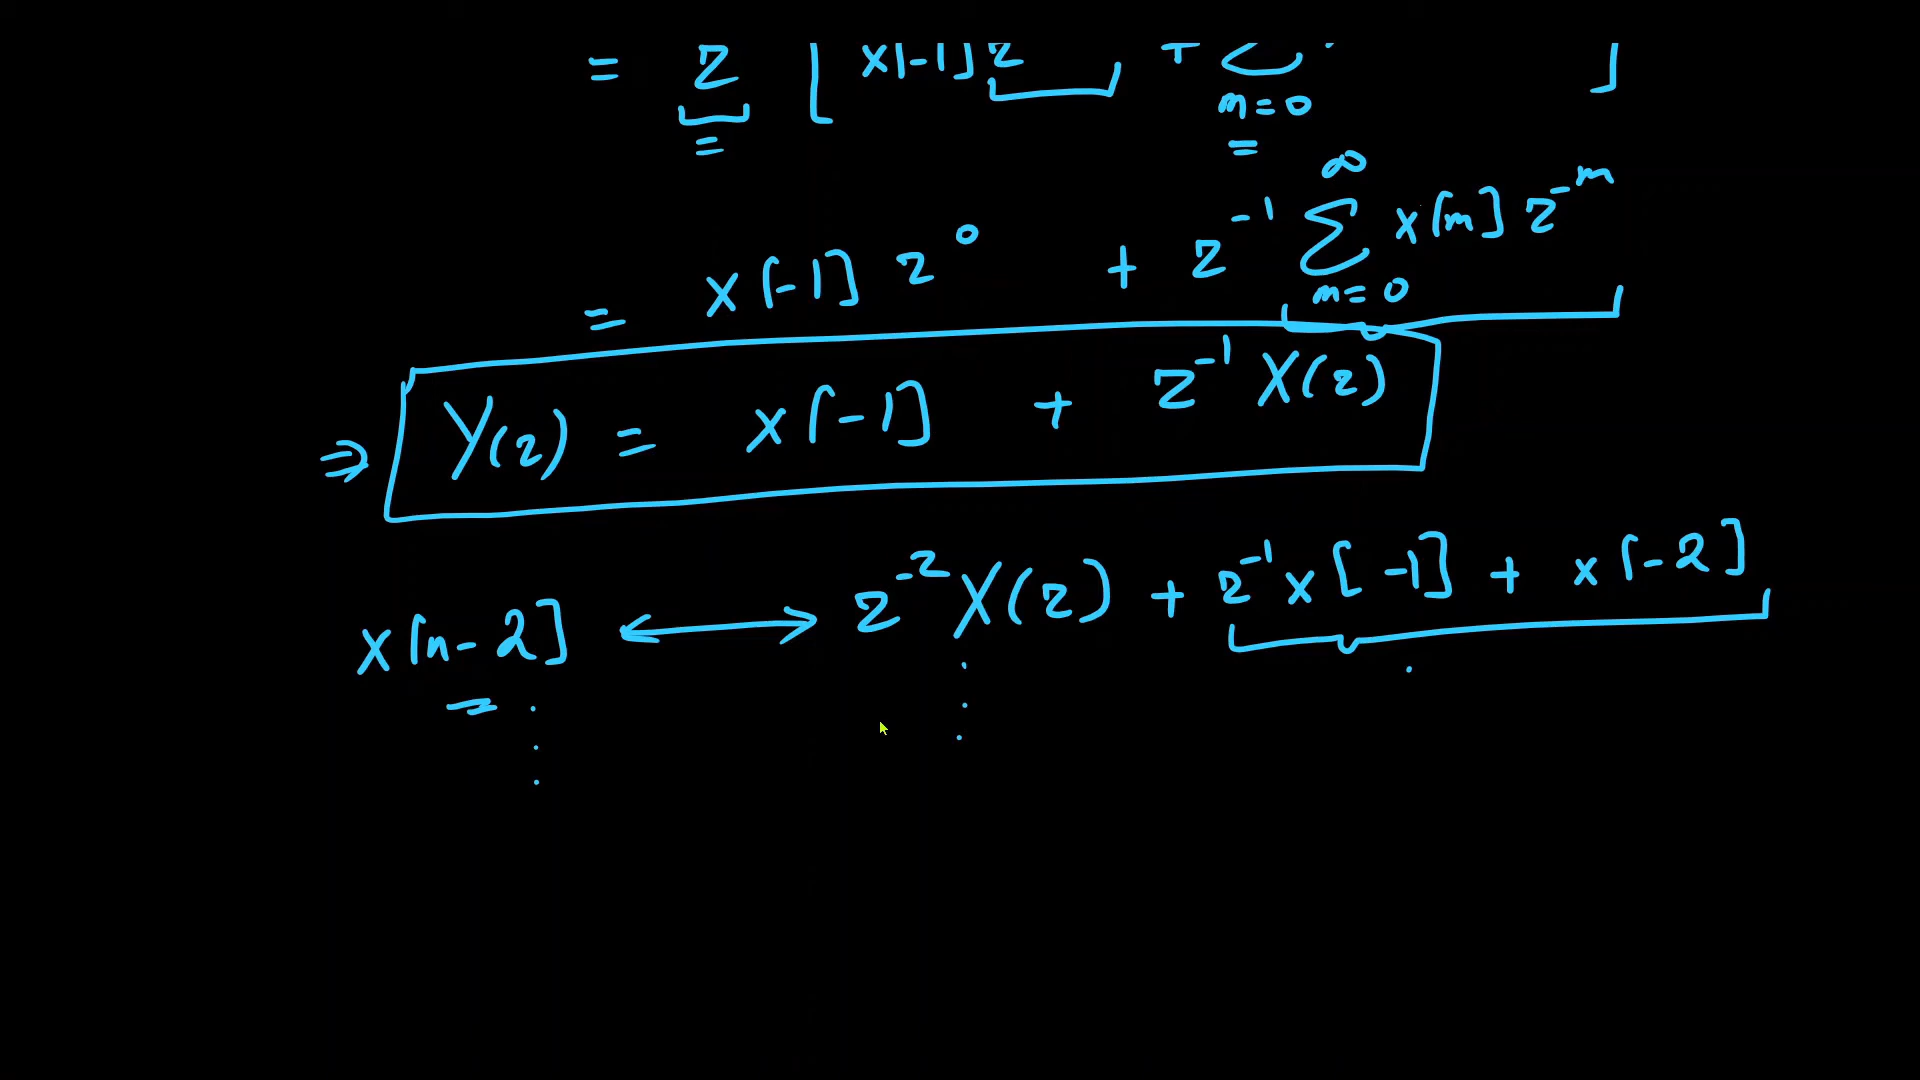 = z [ x[-1] z + m=0 ]
= x[-1] z⁰ + z⁻¹ ∑_{m=0}^{∞} x[m] z⁻ᵐ
⇒ Y(z) = x[-1] + z⁻¹ X(z)
x[n-2] ⟷ z⁻² X(z) + z⁻¹ x[-1] + x[-2]